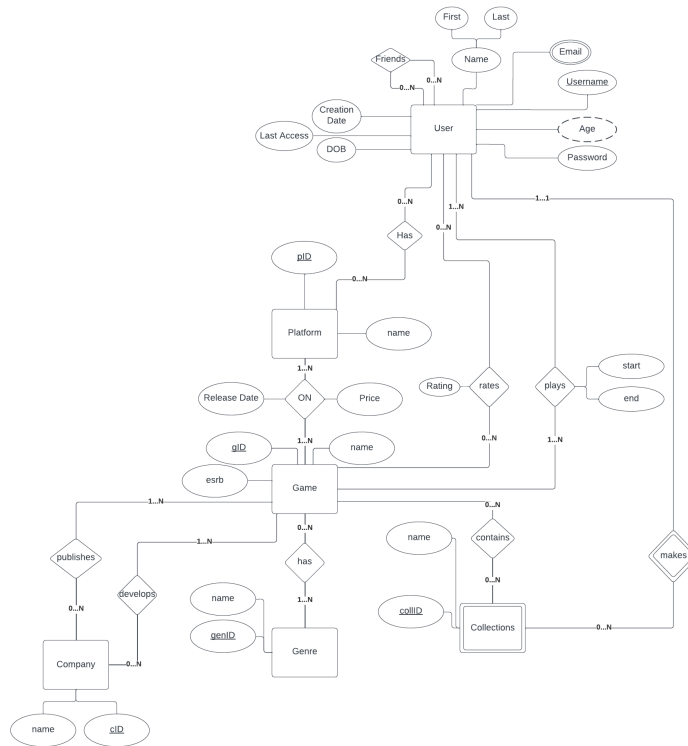 First
Last
Friends
Name
Email
0...N
0...N
Username
Creation
Date
User
Age
Last Access
DOB
Password
0...N
1...N
1...1
0...N
Has
pID
0...N
Platform
name
1...N
Release Date
ON
Price
Rating
rates
plays
start
end
1...N
0...N
1...N
gID
name
esrb
Game
1...N
0...N
0...N
publishes
1...N
has
name
contains
makes
develops
0...N
name
1...N
0...N
collID
genID
Genre
Collections
0...N
Company
0...N
name
cID